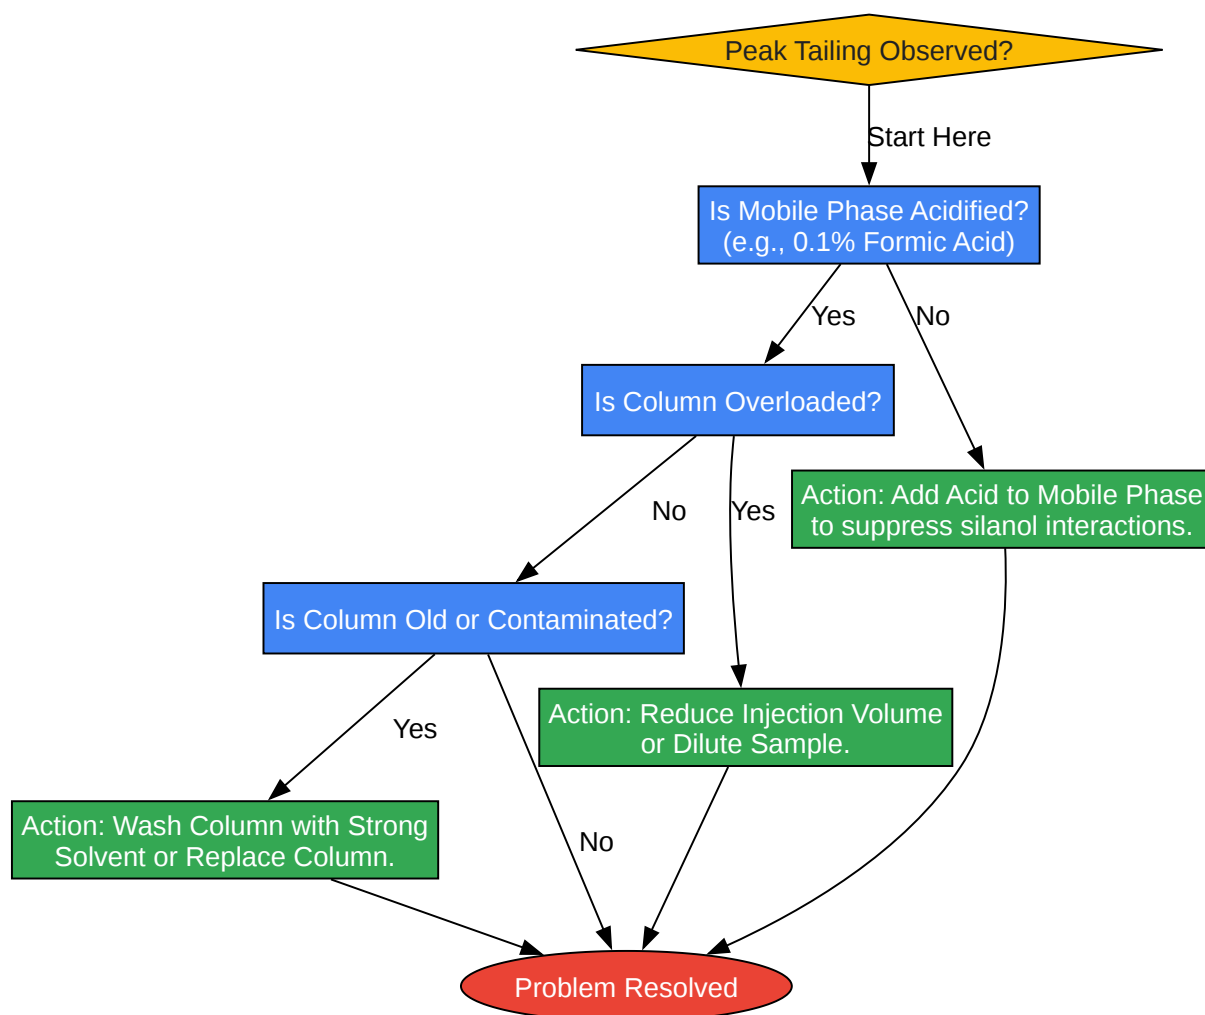 Peak Tailing Observed?
Start Here
Is Mobile Phase Acidified?
(e.g., 0.1% Formic Acid)
Yes
No
Is Column Overloaded?
Action: Add Acid to Mobile Phase
to suppress silanol interactions.
No
Yes
Is Column Old or Contaminated?
Action: Reduce Injection Volume
or Dilute Sample.
Yes
Action: Wash Column with Strong
Solvent or Replace Column.
No
Problem Resolved